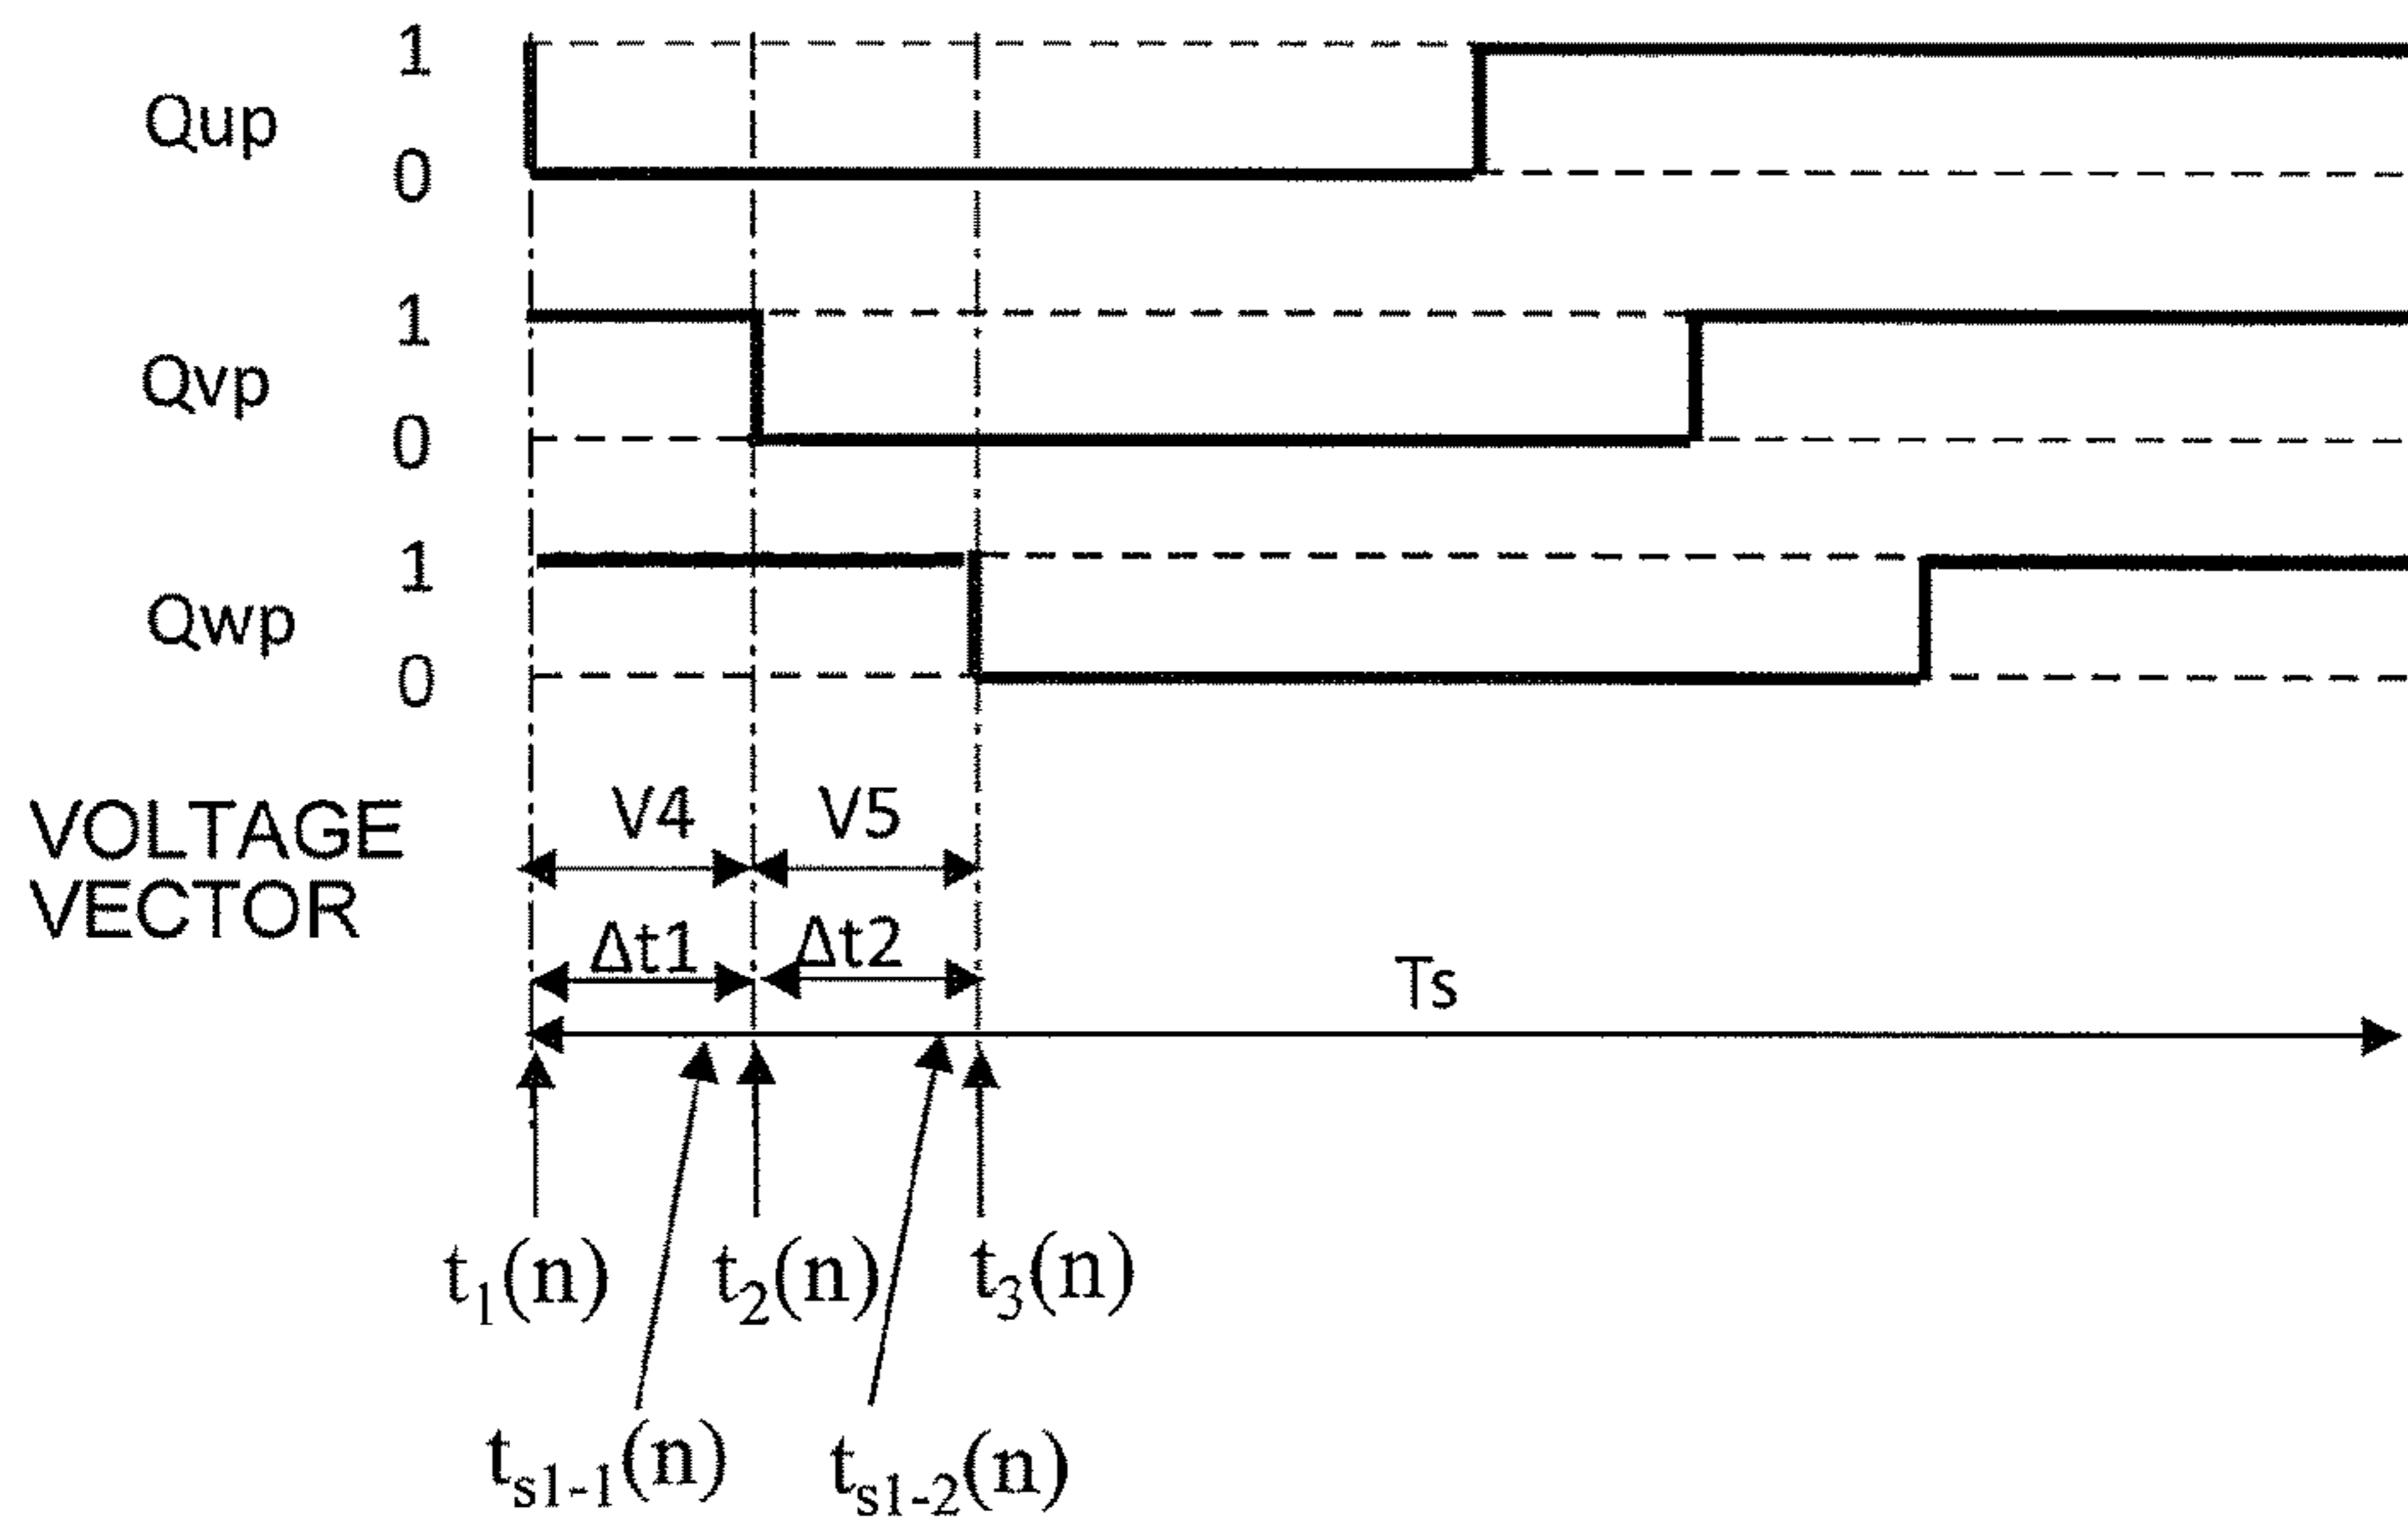 1
Qup
0
1
Qvp
0
1
Qwp
0
VOLTAGE
VECTOR
V4 V5
Δt1 Δt2
Ts
t1(n) t2(n) t3(n)
ts1-1(n) ts1-2(n)